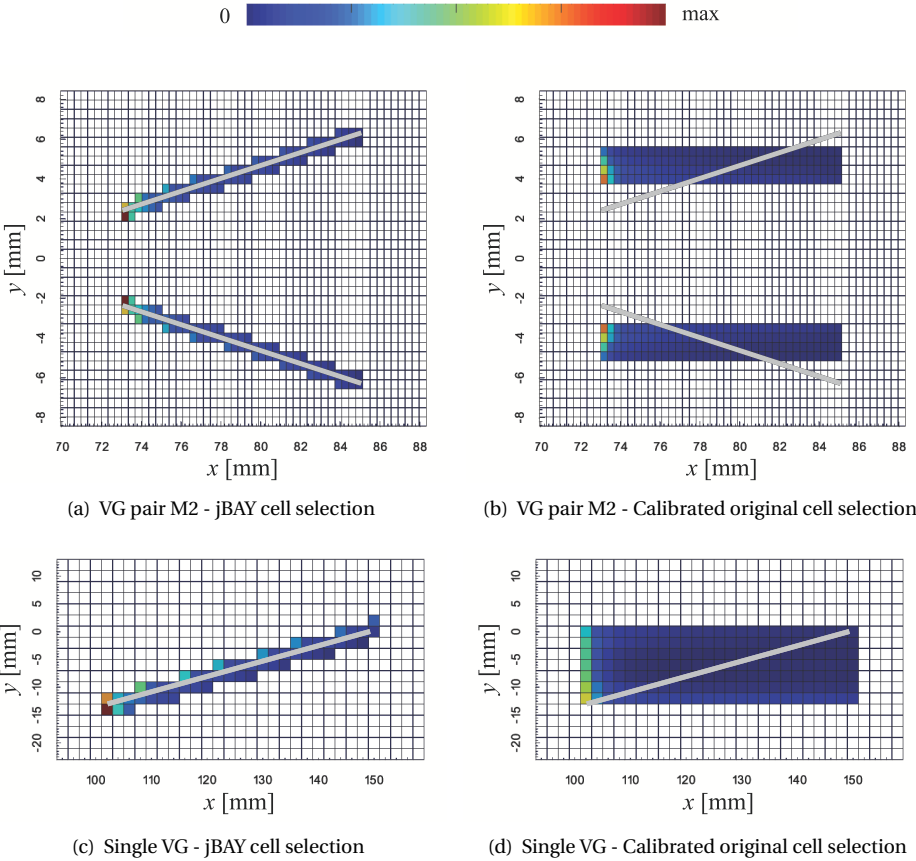 0 max
8
6
4
2
0
-2
-4
-6
-8
y [mm]
70 72 74 76 78 80 82 84 86 88
x [mm]
(a) VG pair M2 - jBAY cell selection
8
6
4
2
0
-2
-4
-6
-8
y [mm]
70 72 74 76 78 80 82 84 86 88
x [mm]
(b) VG pair M2 - Calibrated original cell selection
10
5
0
-5
-10
-15
-20
y [mm]
100 110 120 130 140 150
x [mm]
(c) Single VG - jBAY cell selection
10
5
0
-5
-10
-15
-20
y [mm]
100 110 120 130 140 150
x [mm]
(d) Single VG - Calibrated original cell selection